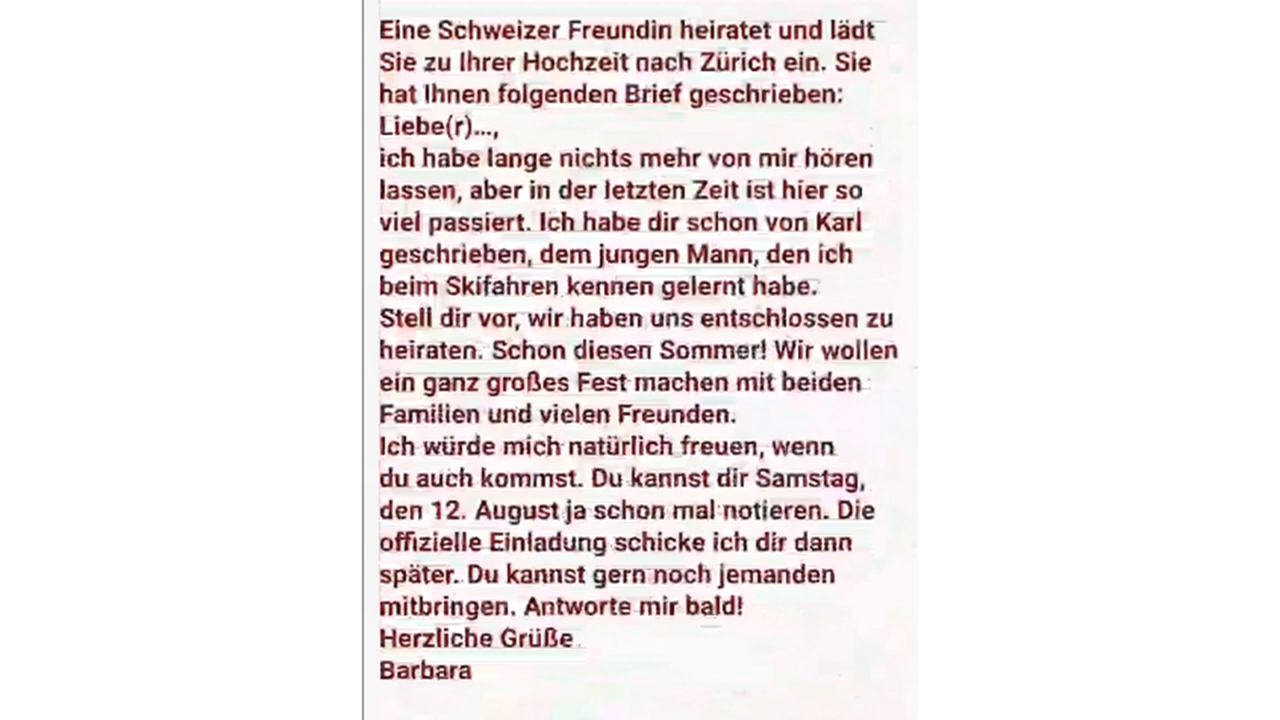 Eine Schweizer Freundin heiratet und lädt
Sie zu Ihrer Hochzeit nach Zürich ein. Sie
hat Ihnen folgenden Brief geschrieben:
Liebe(r)...,
ich habe lange nichts mehr von mir hören
lassen, aber in der letzten Zeit ist hier so
viel passiert. Ich habe dir schon von Karl
geschrieben, dem jungen Mann, den ich
beim Skifahren kennen gelernt habe.
Stell dir vor, wir haben uns entschlossen zu
heiraten. Schon diesen Sommer! Wir wollen
ein ganz großes Fest machen mit beiden
Familien und vielen Freunden.
Ich würde mich natürlich freuen, wenn
du auch kommst. Du kannst dir Samstag,
den 12. August ja schon mal notieren. Die
offizielle Einladung schicke ich dir dann
später. Du kannst gern noch jemanden
mitbringen. Antworte mir bald!
Herzliche Grüße
Barbara